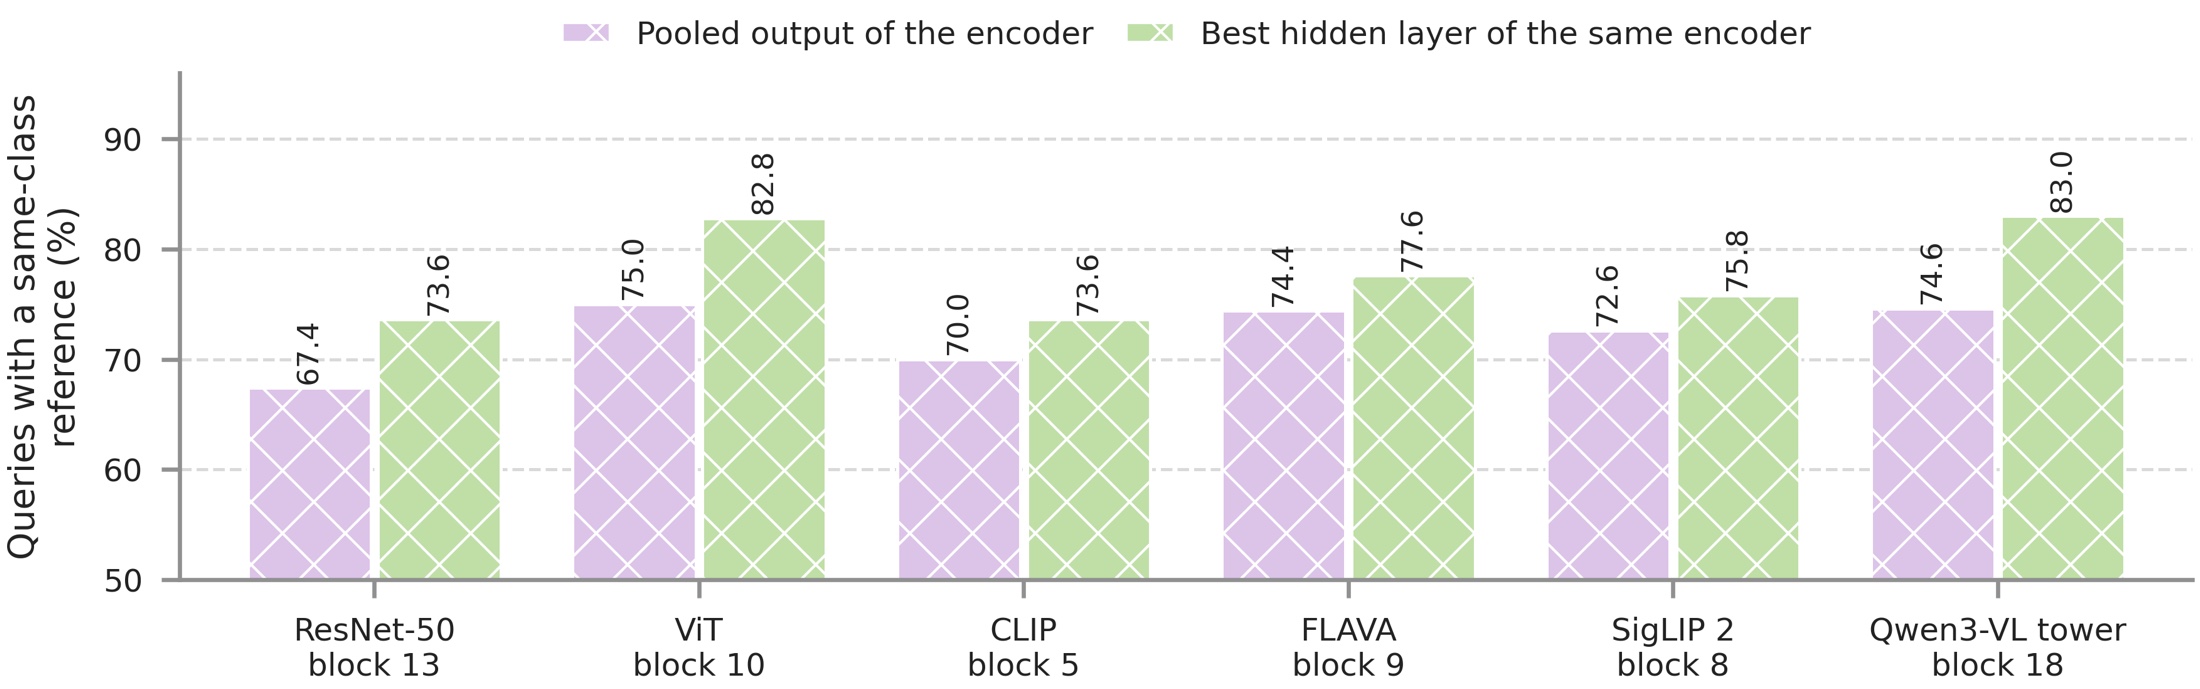 Pooled output of the encoder
Best hidden layer of the same encoder
Queries with a same-class
reference (%)
90
80
70
60
50
67.4
73.6
75.0
82.8
70.0
73.6
74.4
77.6
72.6
75.8
74.6
83.0
ResNet-50
block 13
ViT
block 10
CLIP
block 5
FLAVA
block 9
SigLIP 2
block 8
Qwen3-VL tower
block 18